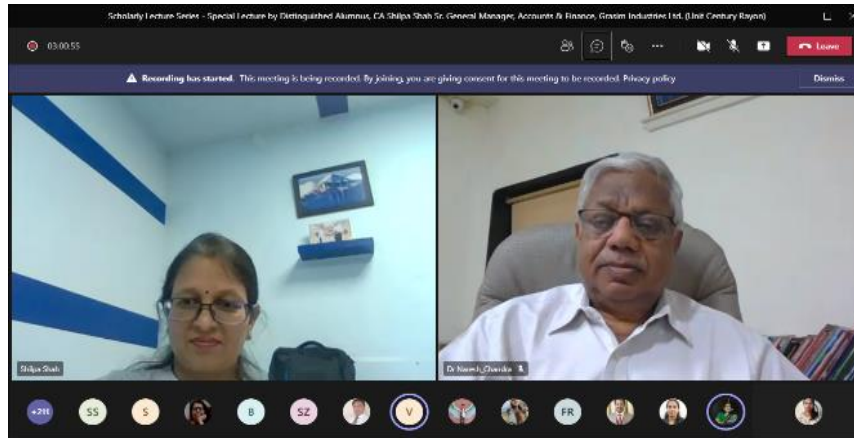 Scholarly Lecture Series - Special Lecture by Distinguished Alumnus, CA Shilpa Shah Sr. General Manager, Accounts & Finance, Grasim Industries Ltd. (Unit Century Rayon)
03:00:55
Leave
Recording has started. This meeting is being recorded. By joining, you are giving consent for this meeting to be recorded. Privacy policy
Dismiss
Shilpa Shah
Dr Naresh_Chandra
SS
S
B
SZ
V
FR